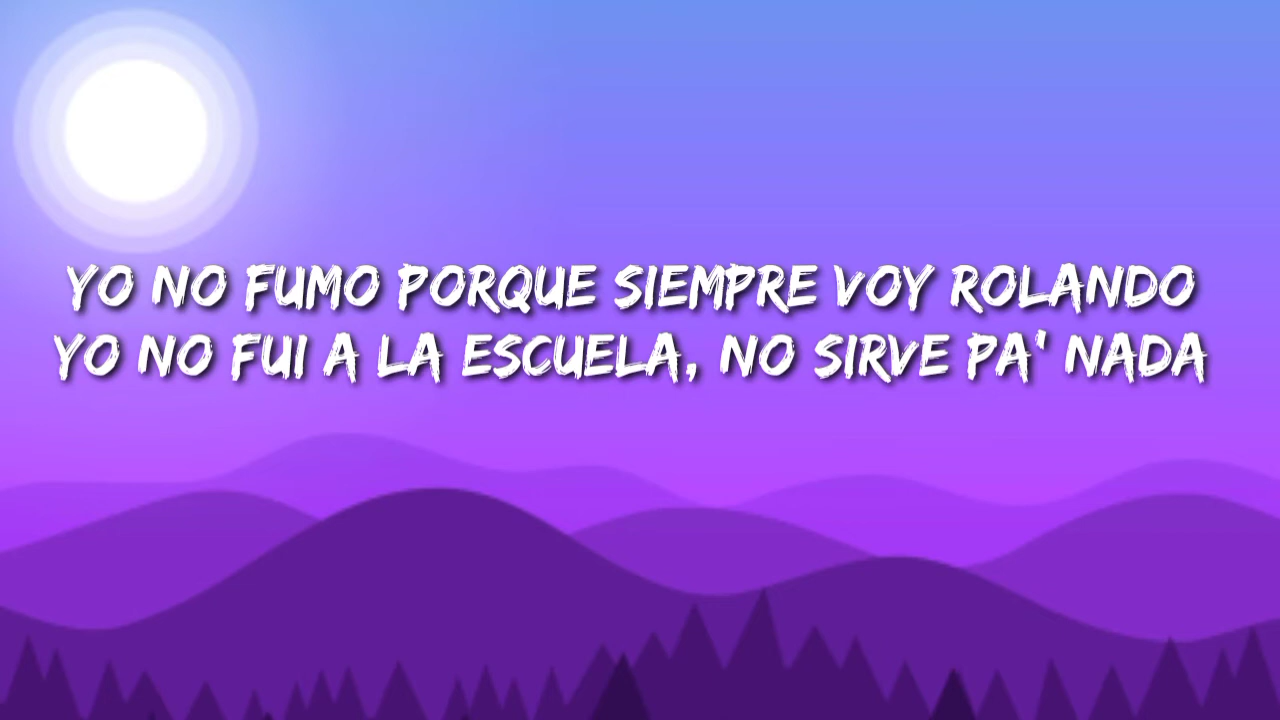 YO NO FUMO PORQUE SIEMPRE VOY ROLANDO
YO NO FUI A LA ESCUELA, NO SIRVE PA' NADA